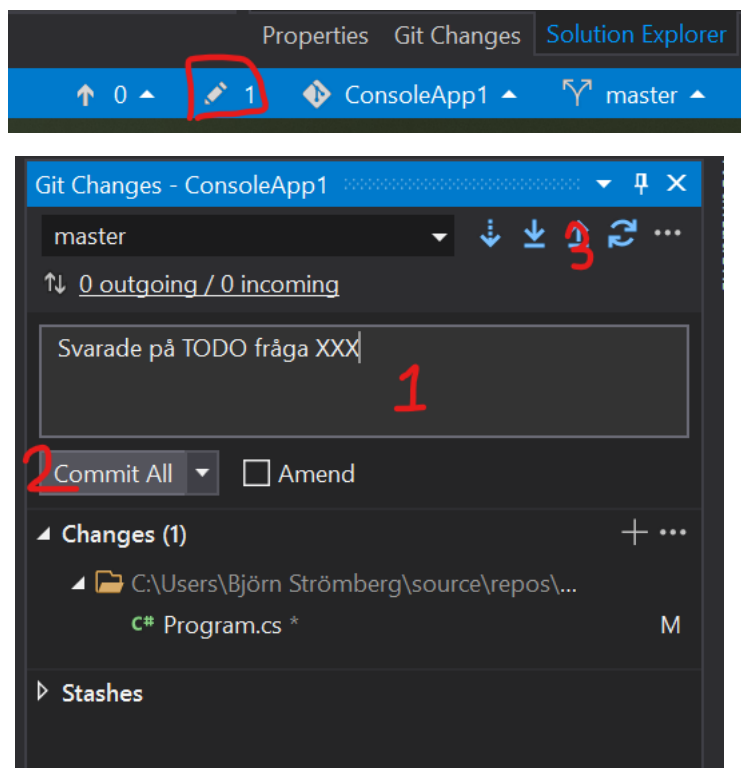 Properties Git Changes Solution Explorer
0 1 ConsoleApp1 master
Git Changes - ConsoleApp1
master
3
0 outgoing / 0 incoming
Svarade på TODO fråga XXX
1
2
Commit All Amend
Changes (1)
C:\Users\Björn Strömberg\source\repos\...
C# Program.cs * M
Stashes